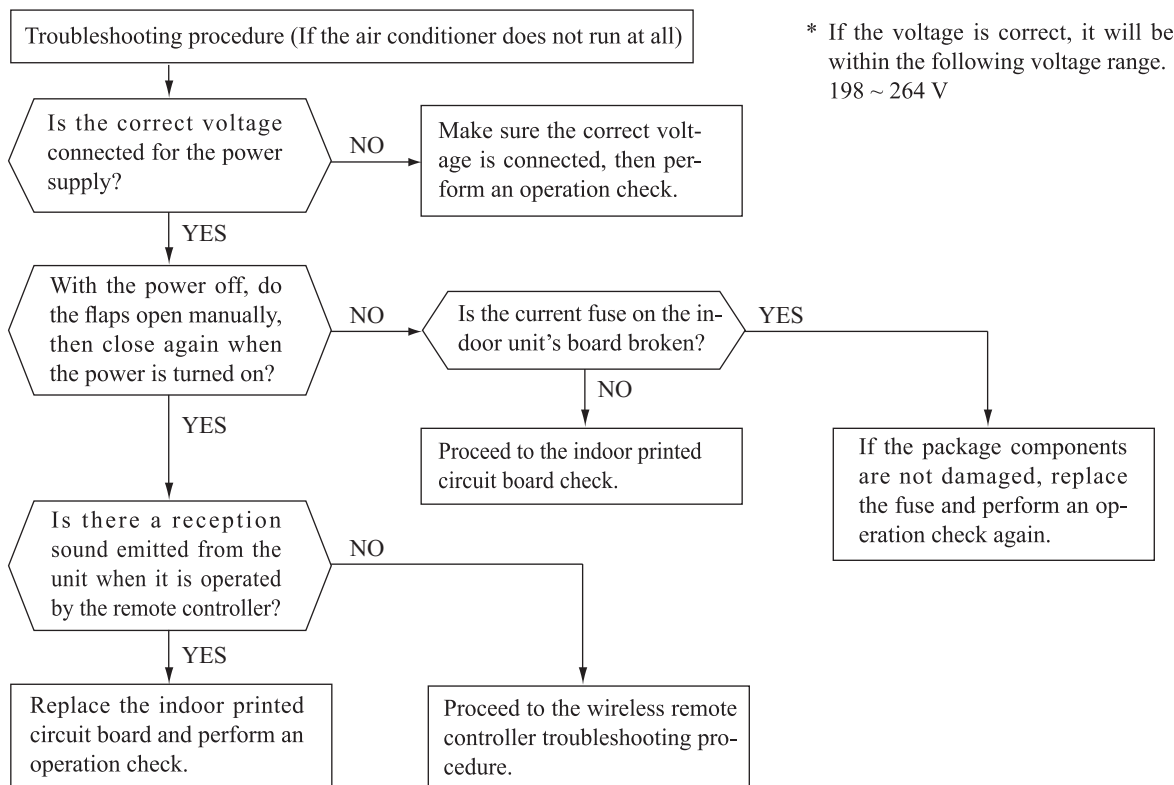 Troubleshooting procedure (If the air conditioner does not run at all)
* If the voltage is correct, it will be
within the following voltage range.
198 ~ 264 V
Is the correct voltage
connected for the power
supply?
NO
Make sure the correct volt-
age is connected, then per-
form an operation check.
YES
With the power off, do
the flaps open manually,
then close again when
the power is turned on?
NO
Is the current fuse on the in-
door unit's board broken?
YES
NO
YES
Proceed to the indoor printed
circuit board check.
If the package components
are not damaged, replace
the fuse and perform an op-
eration check again.
Is there a reception
sound emitted from the
unit when it is operated
by the remote controller?
NO
YES
Replace the indoor printed
circuit board and perform an
operation check.
Proceed to the wireless remote
controller troubleshooting pro-
cedure.